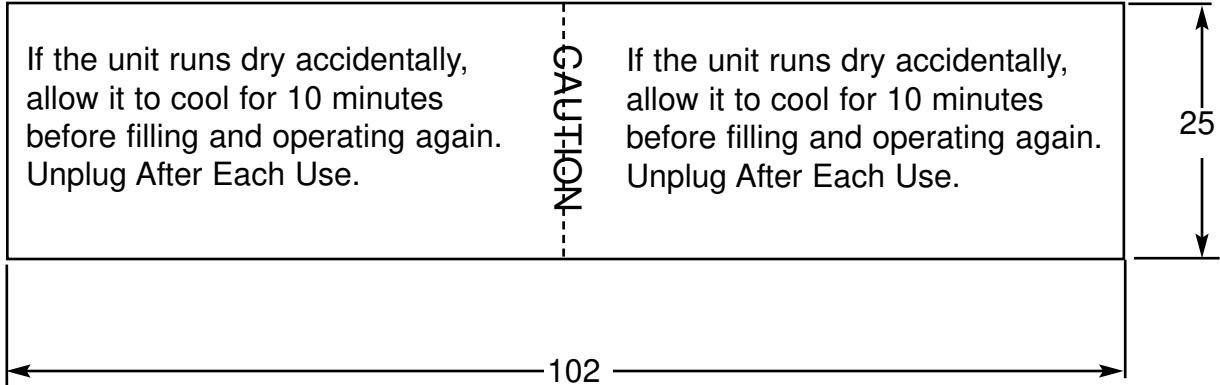 If the unit runs dry accidentally,
allow it to cool for 10 minutes
before filling and operating again.
Unplug After Each Use.
CAUTION
If the unit runs dry accidentally,
allow it to cool for 10 minutes
before filling and operating again.
Unplug After Each Use.
25
102